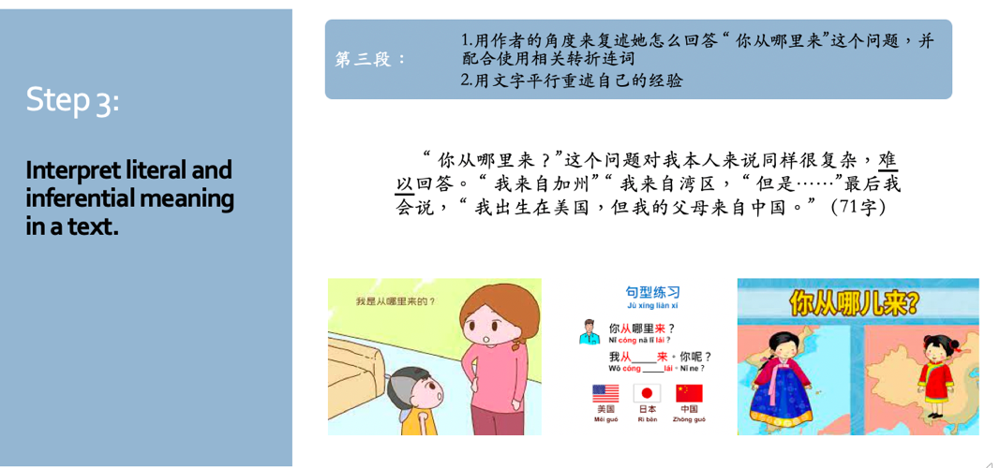 Step 3:
Interpret literal and
inferential meaning
in a text.
第三段：
1.用作者的角度来复述她怎么回答“ 你从哪里来”这个问题，并
配合使用相关转折连词
2.用文字平行重述自己的经验
“ 你从哪里来？”这个问题对我本人来说同样很复杂，难
以回答。“ 我来自加州”“ 我来自湾区，“ 但是……”最后我
会说，“ 我出生在美国，但我的父母来自中国。” (71字)
我是从哪里来的？
句型练习
Jù xíng liàn xí
你从哪里来？
Nǐ cóng nǎ lǐ lái ?
我从____来。你呢？
Wǒ cóng _____lái。Nǐ ne？
美国 日本 中国
Měi guó Rì běn Zhōng guó
你从哪儿来?